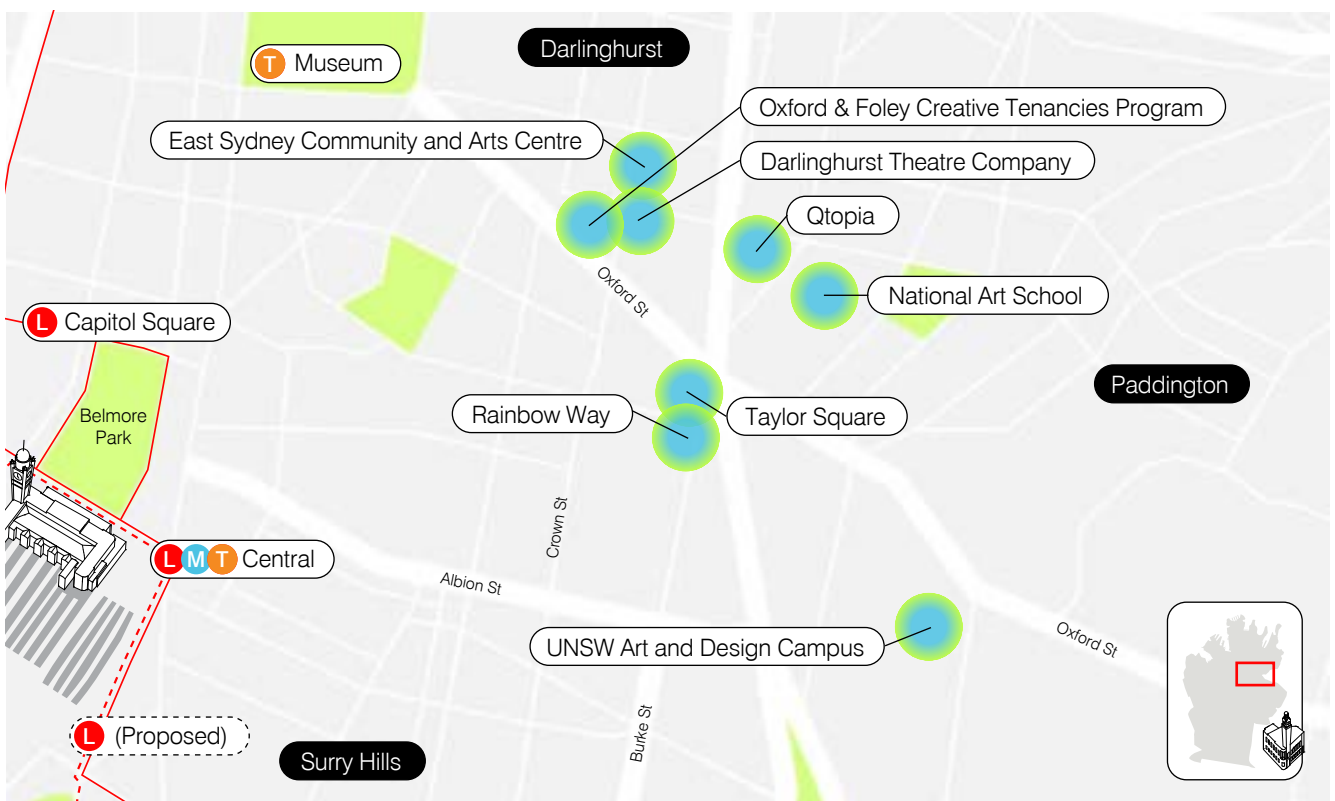 Darlinghurst
T Museum
Oxford & Foley Creative Tenancies Program
East Sydney Community and Arts Centre
Darlinghurst Theatre Company
Qtopia
Oxford St
National Art School
L Capitol Square
Paddington
Belmore
Park
Rainbow Way
Taylor Square
Crown St
L M T Central
Albion St
UNSW Art and Design Campus
Oxford St
Burke St
L (Proposed)
Surry Hills